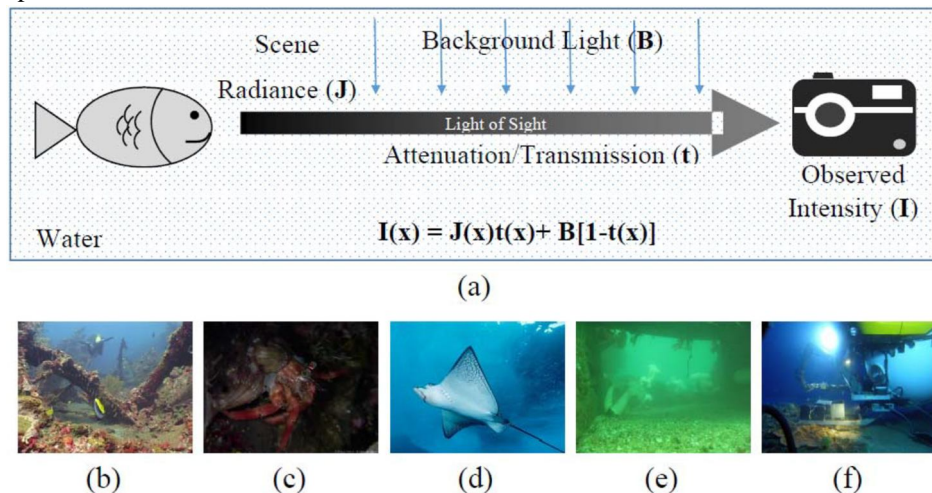 Scene
Radiance (J)
Background Light (B)
Light of Sight
Attenuation/Transmission (t)
Observed
Intensity (I)
Water
I(x) = J(x)t(x)+ B[1-t(x)]
(a)
(b) (c) (d) (e) (f)